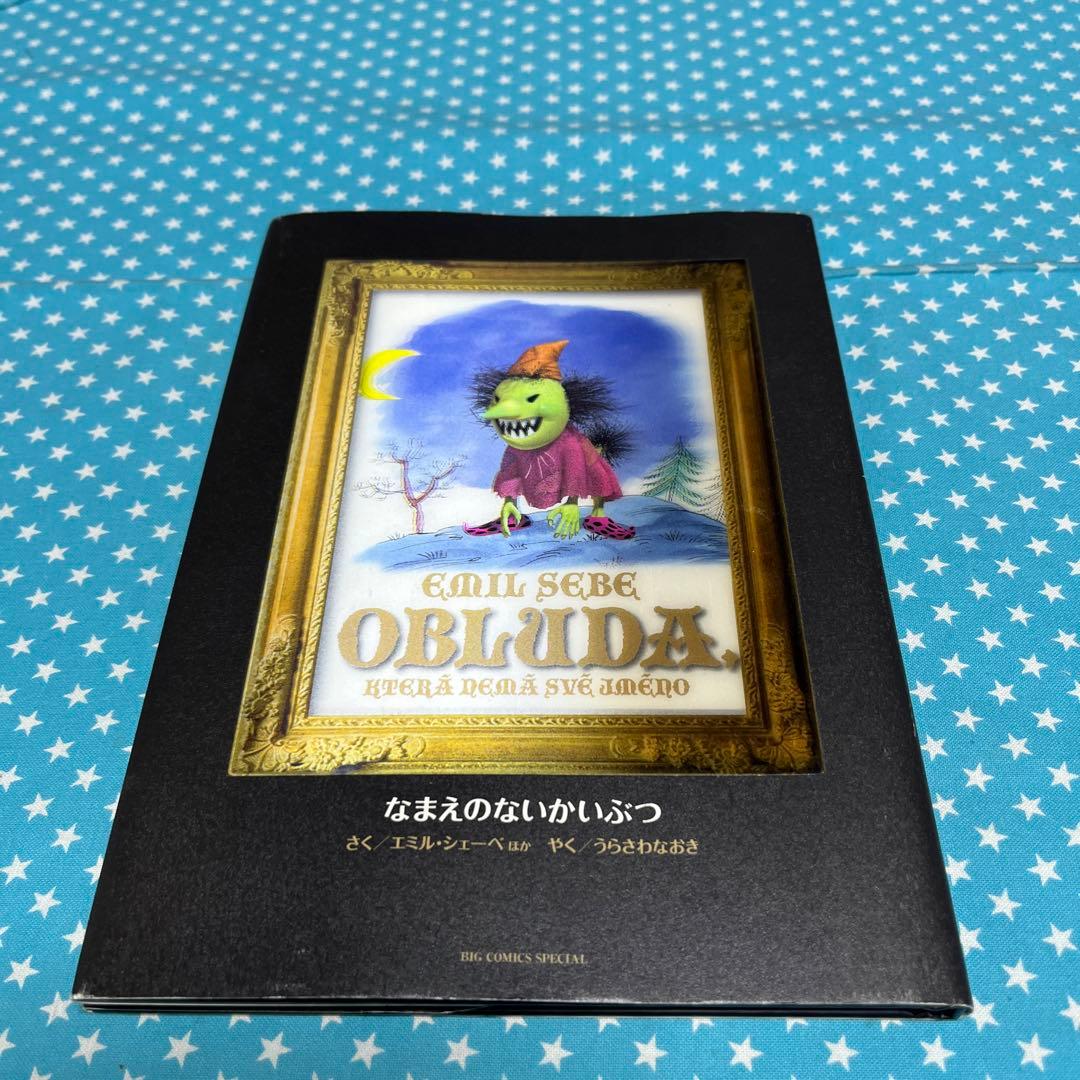 EMIL ŠEBE
OBLUDA,
KTERÁ NEMÁ SVÉ JMÉNO
なまえのないかいぶつ
さく／エミル・シェーベ ほか やく／うらさわなおき
BIG COMICS SPECIAL